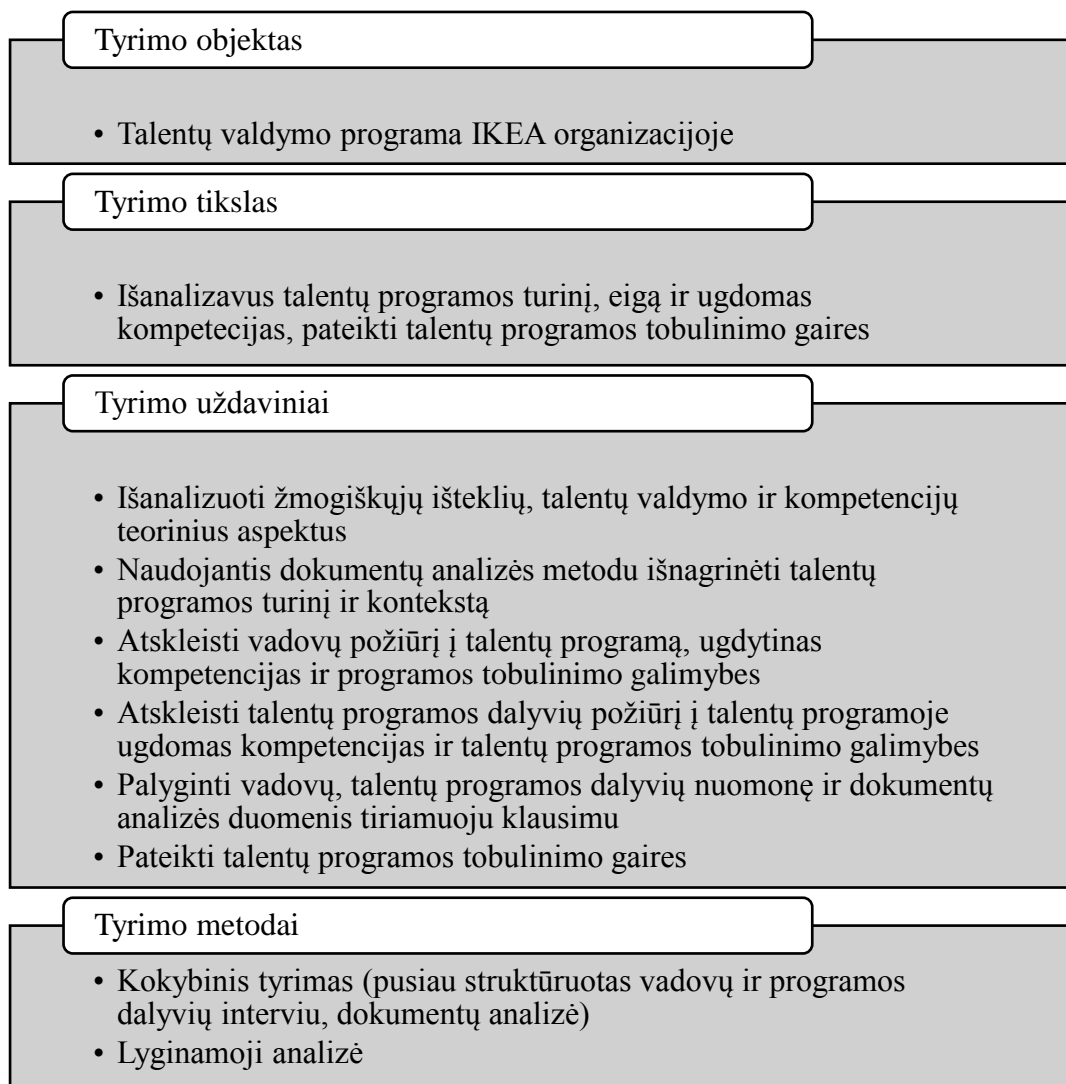 Tyrimo objektas
• Talentų valdymo programa IKEA organizacijoje
Tyrimo tikslas
• Išanalizavus talentų programos turinį, eigą ir ugdomas
kompetecijas, pateikti talentų programos tobulinimo gaires
Tyrimo uždaviniai
• Išanalizuoti žmogiškųjų išteklių, talentų valdymo ir kompetencijų
teorinius aspektus
• Naudojantis dokumentų analizės metodu išnagrinėti talentų
programos turinį ir kontekstą
• Atskleisti vadovų požiūrį į talentų programą, ugdytinas
kompetencijas ir programos tobulinimo galimybes
• Atskleisti talentų programos dalyvių požiūrį į talentų programoje
ugdomas kompetencijas ir talentų programos tobulinimo galimybes
• Palyginti vadovų, talentų programos dalyvių nuomonę ir dokumentų
analizės duomenis tiriamuoju klausimu
• Pateikti talentų programos tobulinimo gaires
Tyrimo metodai
• Kokybinis tyrimas (pusiau struktūruotas vadovų ir programos
dalyvių interviu, dokumentų analizė)
• Lyginamoji analizė